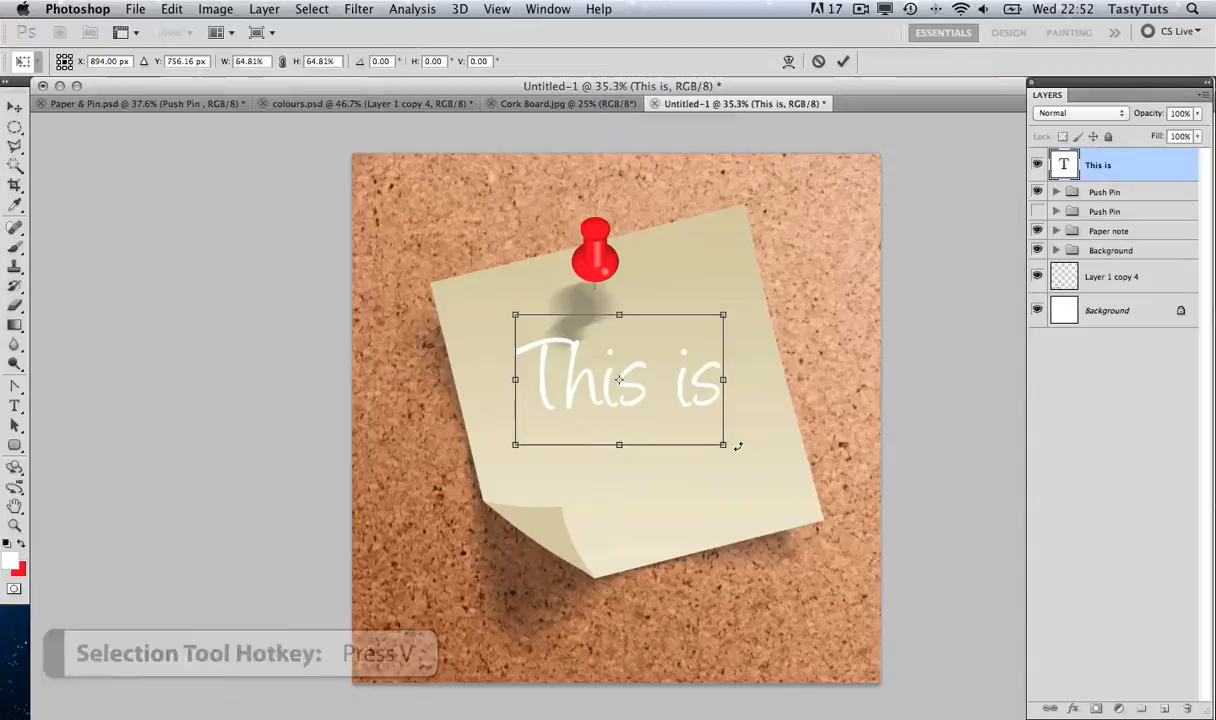 Photoshop File Edit Image Layer Select Filter Analysis 3D View Window Help 17 Wed 22:52 TastyTuts
Ps Br Mb ESSENTIALS DESIGN PAINTING CS Live
X: 894.00 px Y: 756.16 px W: 64.81% H: 64.81% 0.00 ° H: 0.00 ° V: 0.00 °
Untitled-1 @ 35.3% (This is, RGB/8) *
Paper & Pin.psd @ 37.6% (Push Pin , RGB/8) * colours.psd @ 46.7% (Layer 1 copy 4, RGB/8) * Cork Board.jpg @ 25% (RGB/8*) Untitled-1 @ 35.3% (This is, RGB/8) *
LAYERS
Normal Opacity: 100%
Lock: Fill: 100%
T This is
Push Pin
Push Pin
Paper note
Background
Layer 1 copy 4
Background
This is
Selection Tool Hotkey: Press V